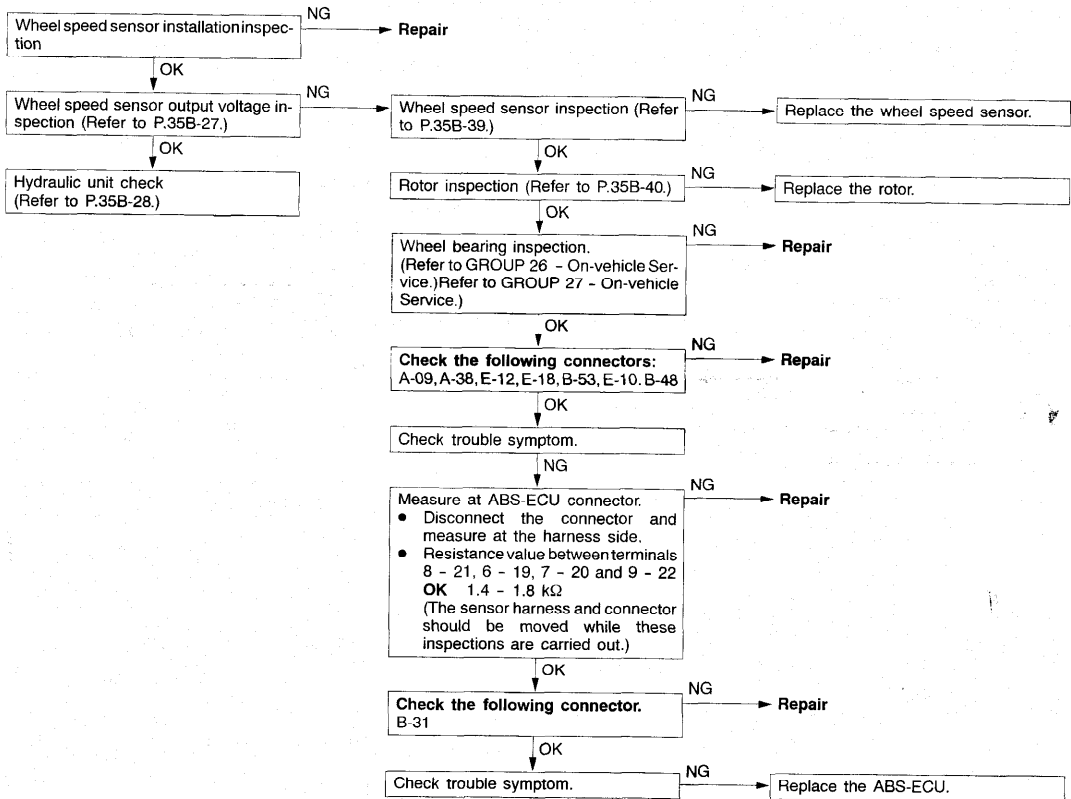 Wheel speed sensor installation inspec-
tion
NG
Repair
OK
Wheel speed sensor output voltage in-
spection (Refer to P.35B-27.)
NG
Wheel speed sensor inspection (Refer
to P.35B-39.)
NG
Replace the wheel speed sensor.
OK
Hydraulic unit check
(Refer to P.35B-28.)
OK
Rotor inspection (Refer to P.35B-40.)
NG
Replace the rotor.
OK
Wheel bearing inspection.
(Refer to GROUP 26 – On-vehicle Ser-
vice.)Refer to GROUP 27 – On-vehicle
Service.)
NG
Repair
OK
Check the following connectors:
A-09, A-38, E-12, E-18, B-53, E-10. B-48
NG
Repair
OK
Check trouble symptom.
NG
Measure at ABS-ECU connector.
● Disconnect the connector and
measure at the harness side.
● Resistance value between terminals
8 – 21, 6 – 19, 7 – 20 and 9 – 22
OK 1.4 – 1.8 kΩ
(The sensor harness and connector
should be moved while these
inspections are carried out.)
NG
Repair
OK
Check the following connector.
B-31
NG
Repair
OK
Check trouble symptom.
NG
Replace the ABS-ECU.